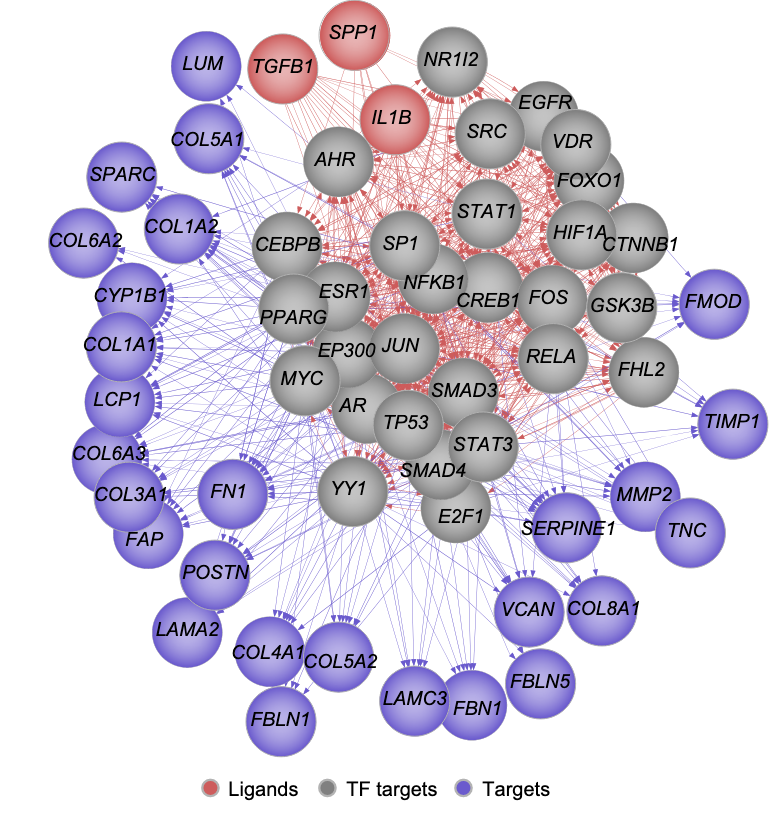 SPP1
LUM
TGFB1
NR1I2
EGFR
IL1B
SRC
COL5A1
VDR
AHR
SPARC
FOXO1
STAT1
COL1A2
COL6A2
CEBPB
SP1
HIF1A
CTNNB1
NFKB1
CYP1B1
ESR1
CREB1
FOS
GSK3B
FMOD
PPARG
COL1A1
EP300
JUN
RELA
FHL2
MYC
SMAD3
LCP1
AR
TP53
TIMP1
STAT3
COL6A3
SMAD4
COL3A1
FN1
YY1
MMP2
E2F1
SERPINE1
TNC
FAP
POSTN
VCAN
COL8A1
LAMA2
COL4A1
COL5A2
FBLN5
LAMC3
FBN1
FBLN1
Ligands TF targets Targets